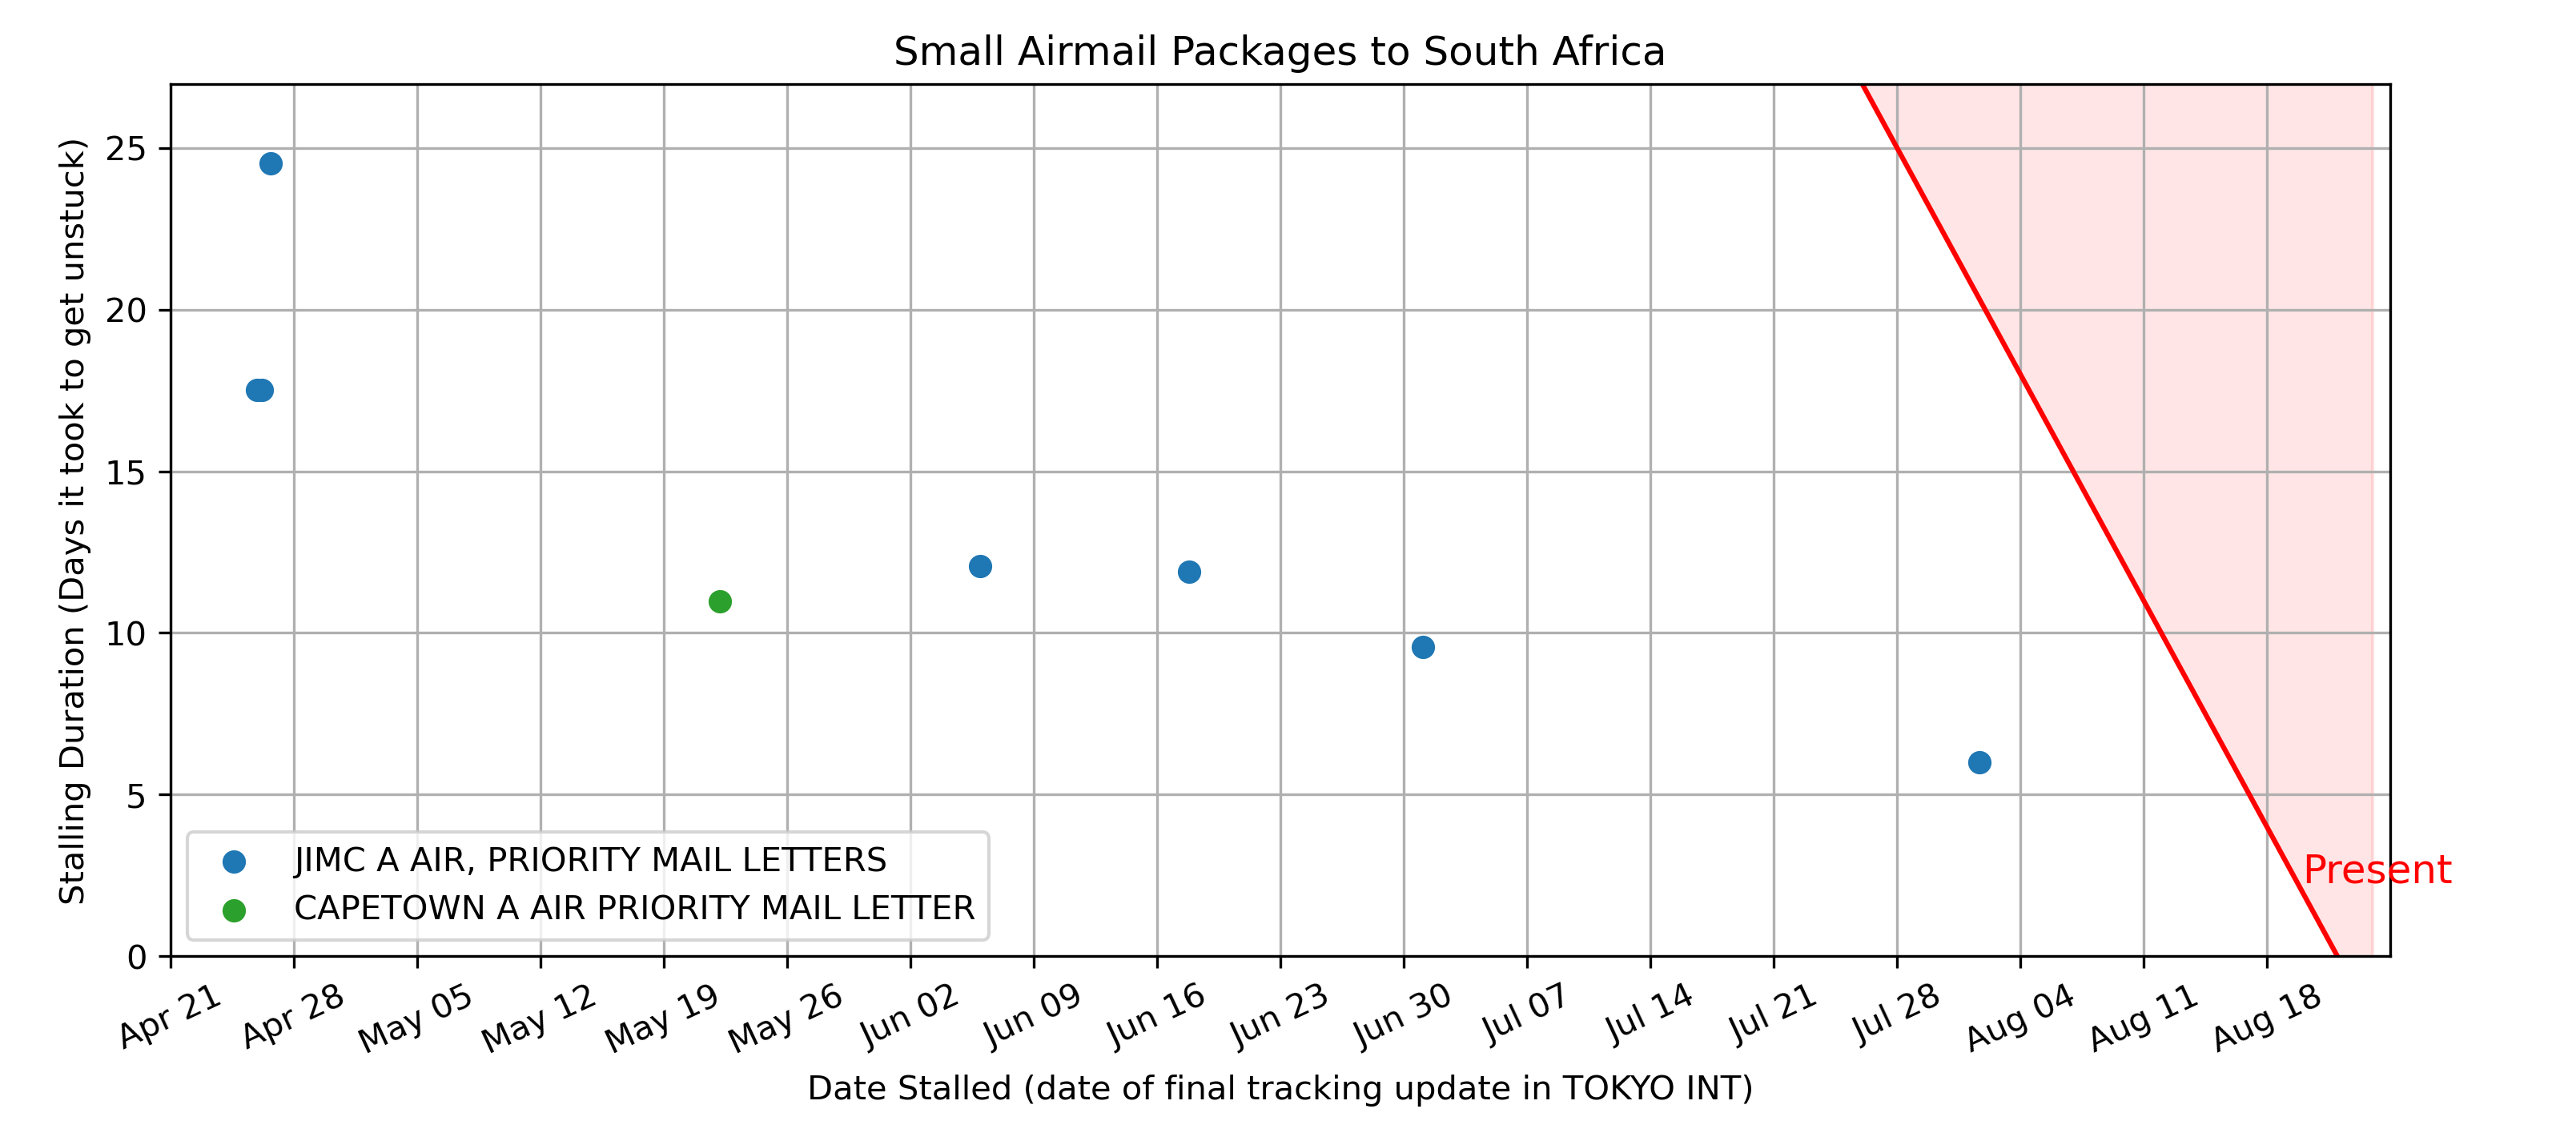 Small Airmail Packages to South Africa
Stalling Duration (Days it took to get unstuck)
25
20
15
10
5
0
JIMC A AIR, PRIORITY MAIL LETTERS
CAPETOWN A AIR PRIORITY MAIL LETTER
Present
Apr 21
Apr 28
May 05
May 12
May 19
May 26
Jun 02
Jun 09
Jun 16
Jun 23
Jun 30
Jul 07
Jul 14
Jul 21
Jul 28
Aug 04
Aug 11
Aug 18
Date Stalled (date of final tracking update in TOKYO INT)